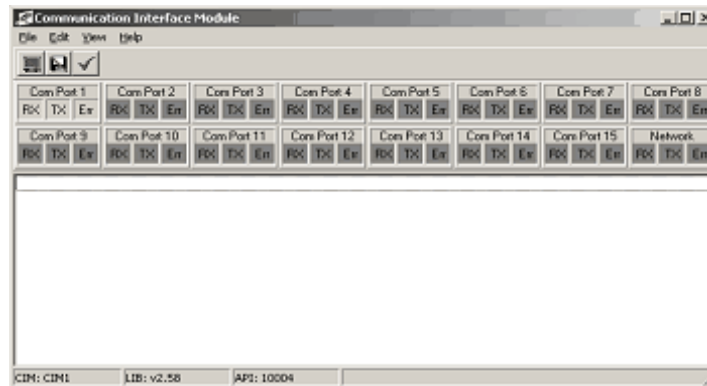 Communication Interface Module
File Edit View Help
Com Port 1 Com Port 2 Com Port 3 Com Port 4 Com Port 5 Com Port 6 Com Port 7 Com Port 8
RX TX Err RX TX Err RX TX Err RX TX Err RX TX Err RX TX Err RX TX Err RX TX Err
Com Port 9 Com Port 10 Com Port 11 Com Port 12 Com Port 13 Com Port 14 Com Port 15 Network
RX TX Err RX TX Err RX TX Err RX TX Err RX TX Err RX TX Err RX TX Err RX TX Err
CIM: CIM1 LIB: v2.58 API: 10004